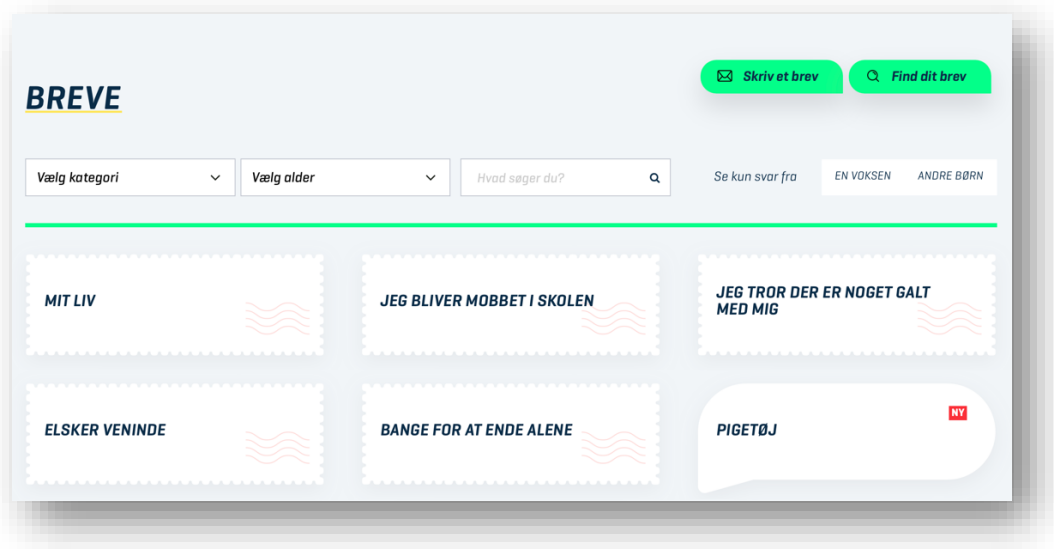 Skriv et brev
Find dit brev
BREVE
Vælg kategori
Vælg alder
Hvad søger du?
Se kun svar fra
EN VOKSEN
ANDRE BØRN
MIT LIV
JEG BLIVER MOBBET I SKOLEN
JEG TROR DER ER NOGET GALT
MED MIG
ELSKER VENINDE
BANGE FOR AT ENDE ALENE
NY
PIGETØJ